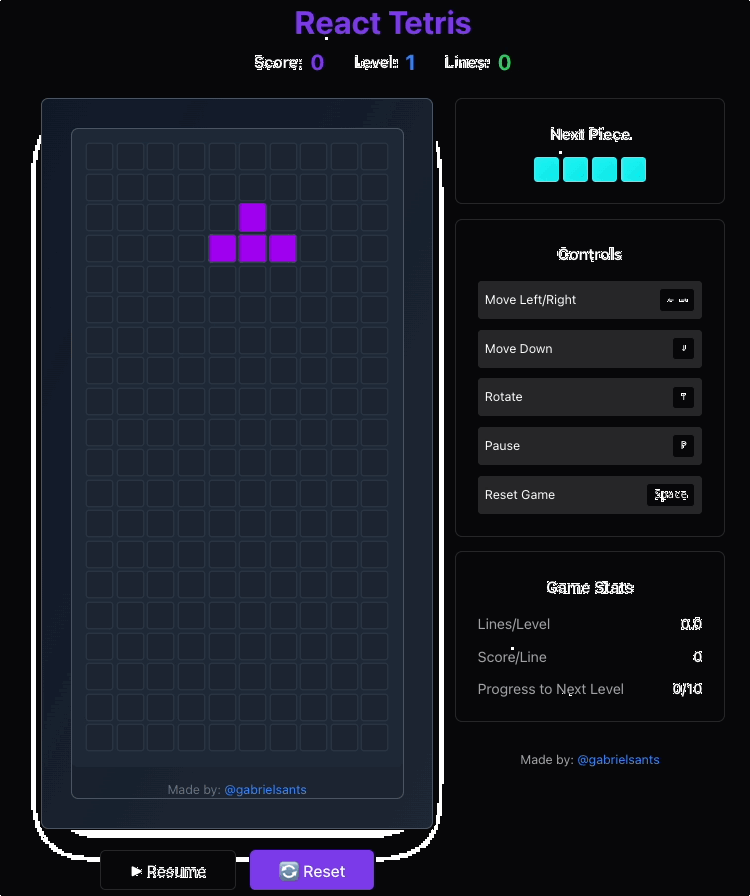 React Tetris
Score: 0 Level: 1 Lines: 0
Next Piece
Controls
Move Left/Right
Move Down
Rotate
Pause P
Reset Game Space
Game Stats
Lines/Level 0.0
Score/Line 0
Progress to Next Level 0/10
Made by: @gabrielsants
Made by: @gabrielsants
Resume Reset